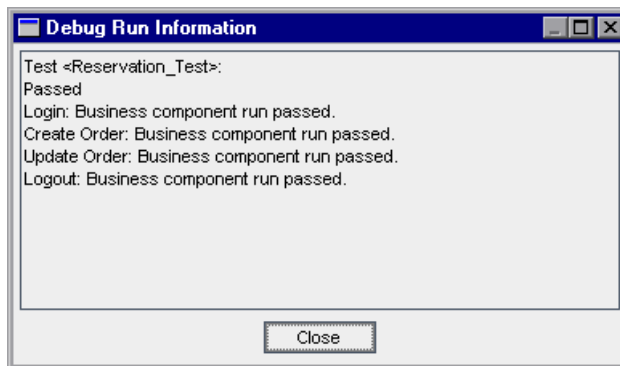 Debug Run Information
Test <Reservation_Test>:
Passed
Login: Business component run passed.
Create Order: Business component run passed.
Update Order: Business component run passed.
Logout: Business component run passed.
Close